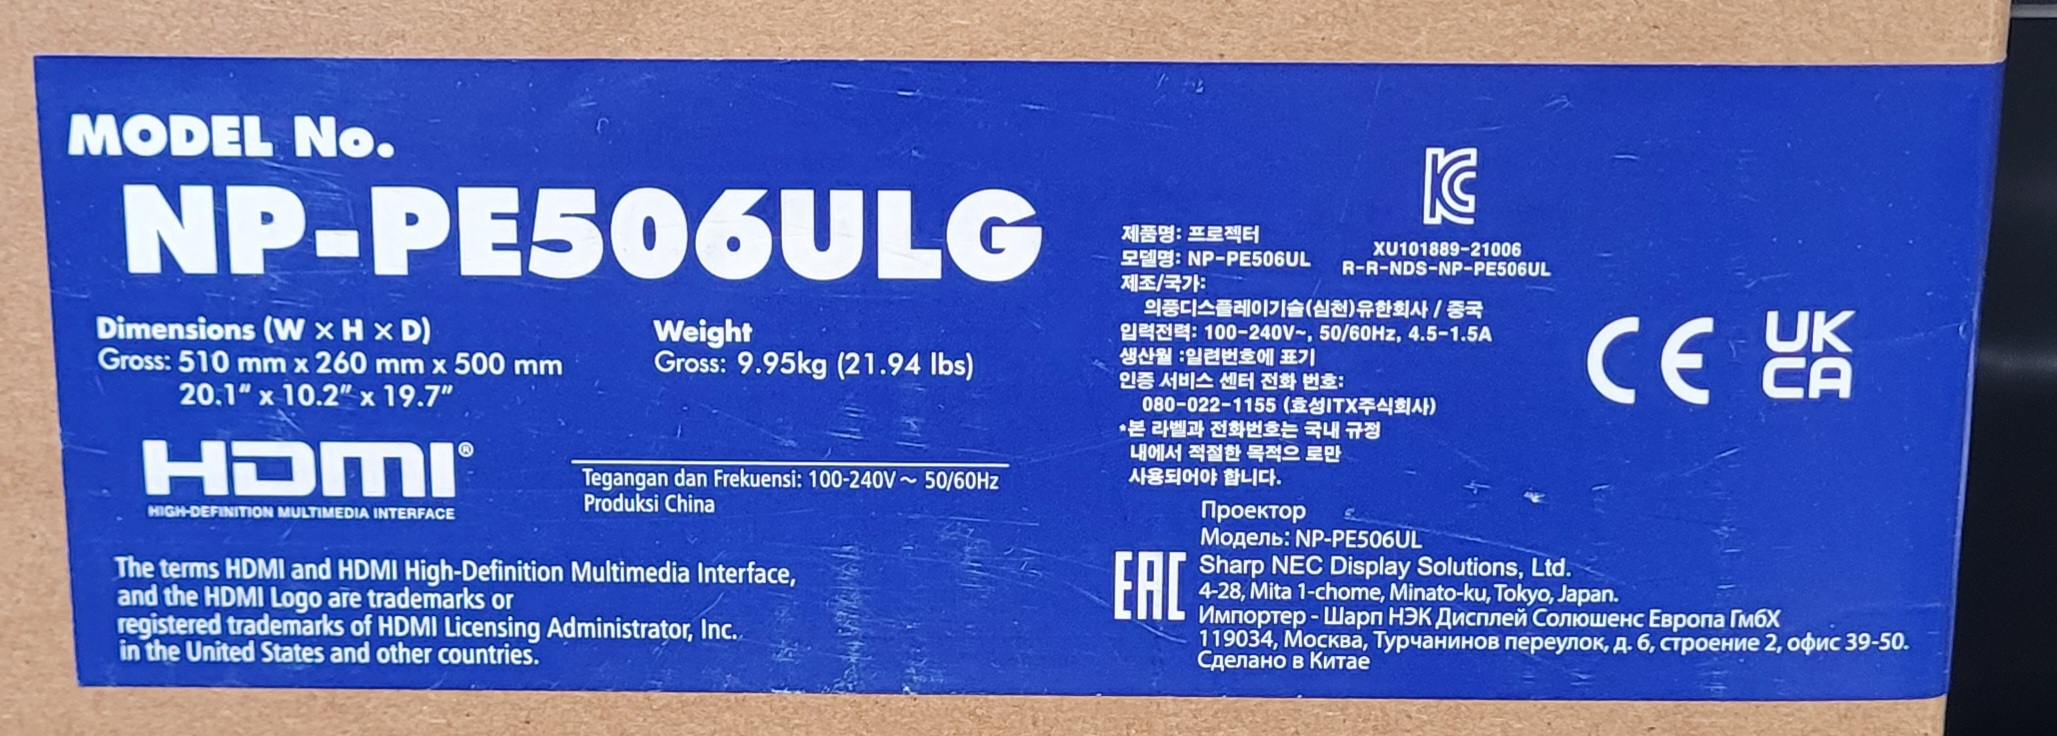 MODEL No.
NP-PE506ULG
Dimensions (W × H × D)
Gross: 510 mm x 260 mm x 500 mm
20.1" x 10.2" x 19.7"
Weight
Gross: 9.95kg (21.94 lbs)
HDMI®
HIGH-DEFINITION MULTIMEDIA INTERFACE
Tegangan dan Frekuensi: 100-240V～ 50/60Hz
Produksi China
The terms HDMI and HDMI High-Definition Multimedia Interface,
and the HDMI Logo are trademarks or
registered trademarks of HDMI Licensing Administrator, Inc.
in the United States and other countries.
KC
XU101889-21006
R-R-NDS-NP-PE506UL
제품명: 프로젝터
모델명: NP-PE506UL
제조/국가:
의풍디스플레이기술(심천)유한회사 / 중국
입력전력: 100-240V~, 50/60Hz, 4.5-1.5A
생산월 :일련번호에 표기
인증 서비스 센터 전화 번호:
080-022-1155 (효성ITX주식회사)
*본 라벨과 전화번호는 국내 규정
내에서 적절한 목적으 로만
사용되어야 합니다.
CE
UK
CA
EAC
Проектор
Модель: NP-PE506UL
Sharp NEC Display Solutions, Ltd.
4-28, Mita 1-chome, Minato-ku, Tokyo, Japan.
Импортер - Шарп НЭК Дисплей Солюшенс Европа ГмбХ
119034, Москва, Турчанинов переулок, д. 6, строение 2, офис 39-50.
Сделано в Китае